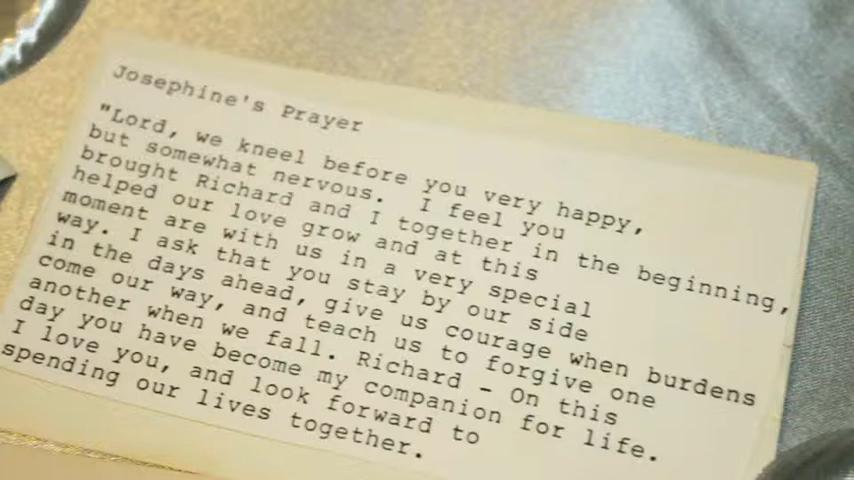 Josephine's Prayer
"Lord, we kneel before you very happy,
but somewhat nervous.  I feel you
brought Richard and I together in the beginning,
helped our love grow and at this
moment are with us in a very special
way. I ask that you stay by our side
in the days ahead, give us courage when burdens
come our way, and teach us to forgive one
another when we fall. Richard - On this
day you have become my companion for life.
I love you, and look forward to
spending our lives together.